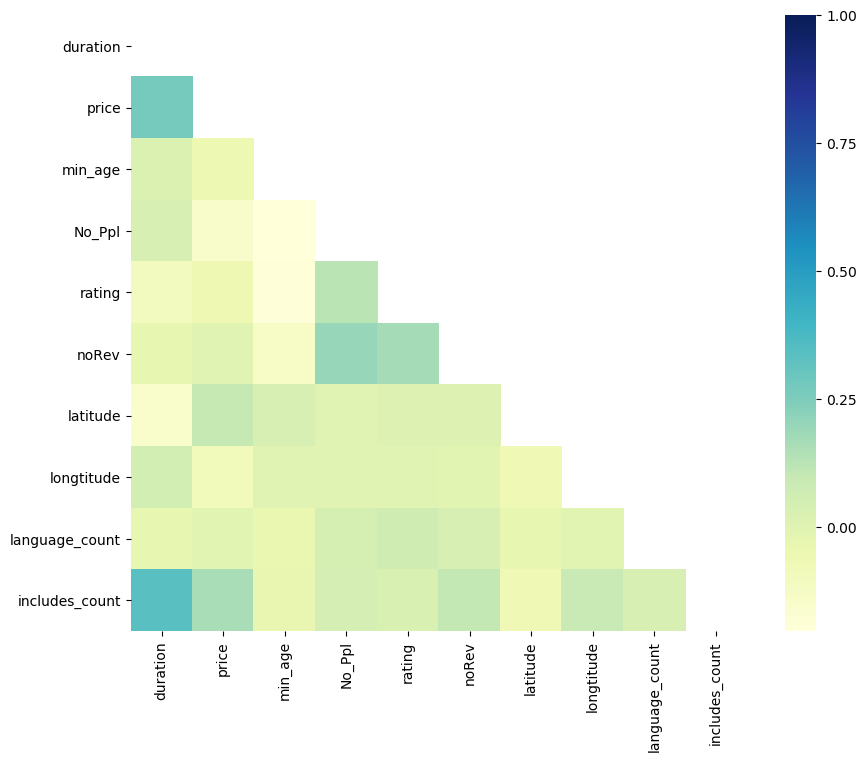 duration
price
min_age
No_Ppl
rating
noRev
latitude
longtitude
language_count
includes_count
duration
price
min_age
No_Ppl
rating
noRev
latitude
longtitude
language_count
includes_count
1.00
0.75
0.50
0.25
0.00